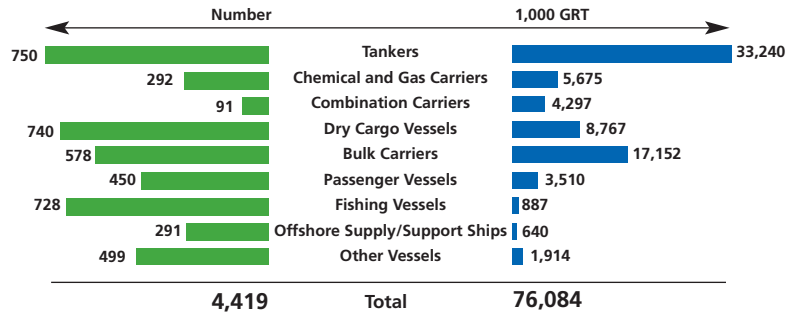 Number 1,000 GRT
750 Tankers 33,240
292 Chemical and Gas Carriers 5,675
91 Combination Carriers 4,297
740 Dry Cargo Vessels 8,767
578 Bulk Carriers 17,152
450 Passenger Vessels 3,510
728 Fishing Vessels 887
291 Offshore Supply/Support Ships 640
499 Other Vessels 1,914
4,419 Total 76,084